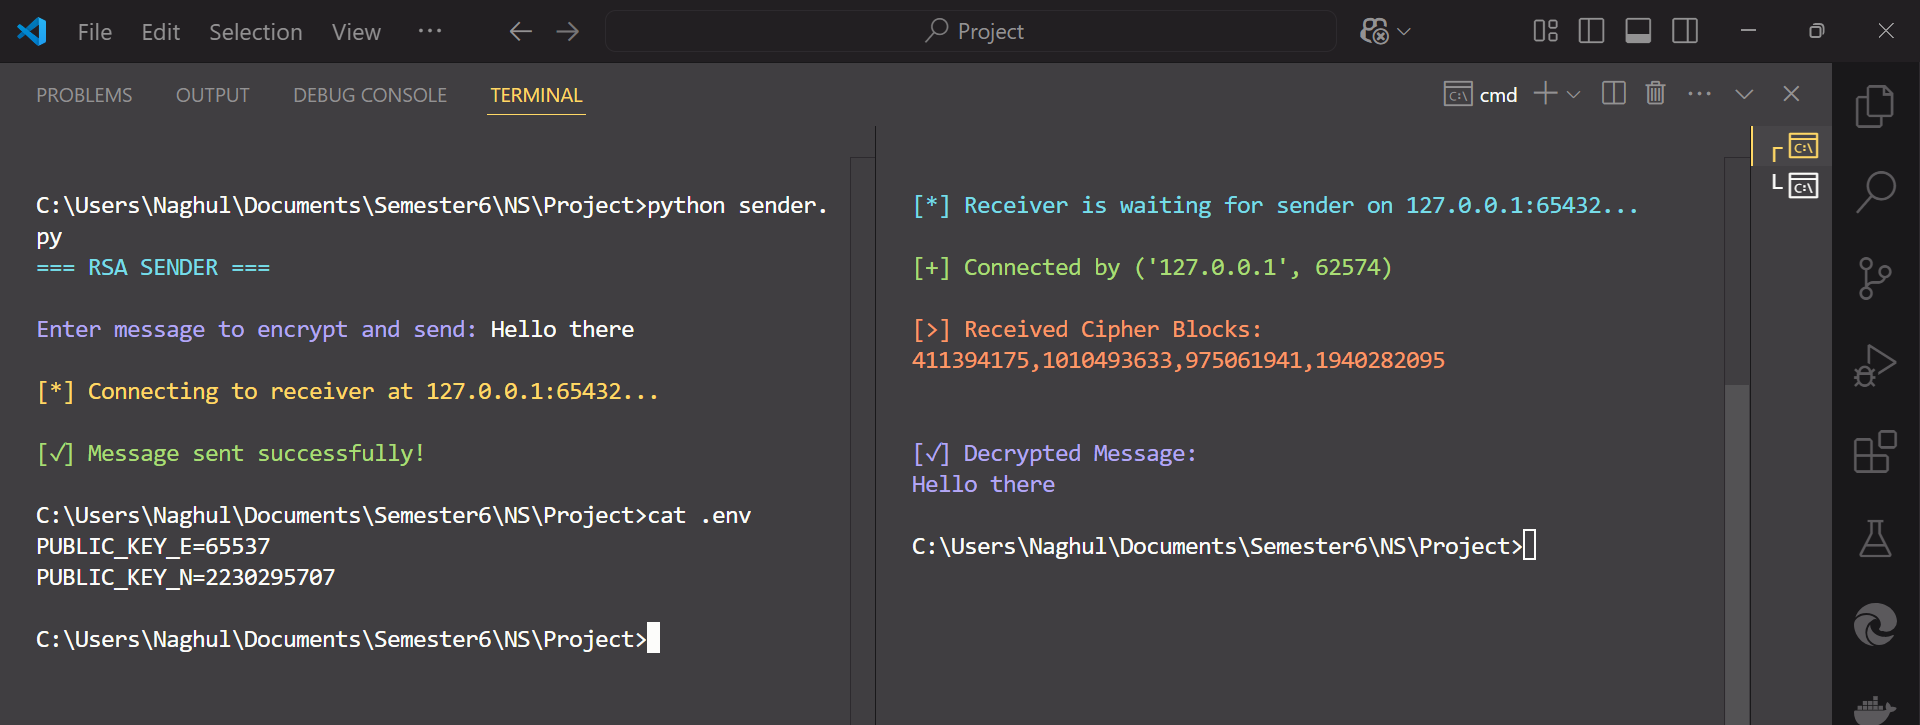 File Edit Selection View ···
Project
PROBLEMS OUTPUT DEBUG CONSOLE TERMINAL
cmd
C:\Users\Naghul\Documents\Semester6\NS\Project>python sender.
py
=== RSA SENDER ===
Enter message to encrypt and send: Hello there
[*] Connecting to receiver at 127.0.0.1:65432...
[✓] Message sent successfully!
C:\Users\Naghul\Documents\Semester6\NS\Project>cat .env
PUBLIC_KEY_E=65537
PUBLIC_KEY_N=2230295707
C:\Users\Naghul\Documents\Semester6\NS\Project>
[*] Receiver is waiting for sender on 127.0.0.1:65432...
[+] Connected by ('127.0.0.1', 62574)
[>] Received Cipher Blocks:
411394175,1010493633,975061941,1940282095
[✓] Decrypted Message:
Hello there
C:\Users\Naghul\Documents\Semester6\NS\Project>